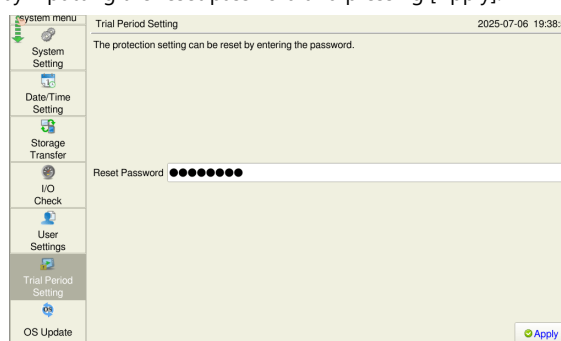 system menu
Trial Period Setting
2025-07-06 19:38:
System
Setting
The protection setting can be reset by entering the password.
Date/Time
Setting
Storage
Transfer
Reset Password ●●●●●●●●
I/O
Check
User
Settings
Trial Period
Setting
OS Update
Apply